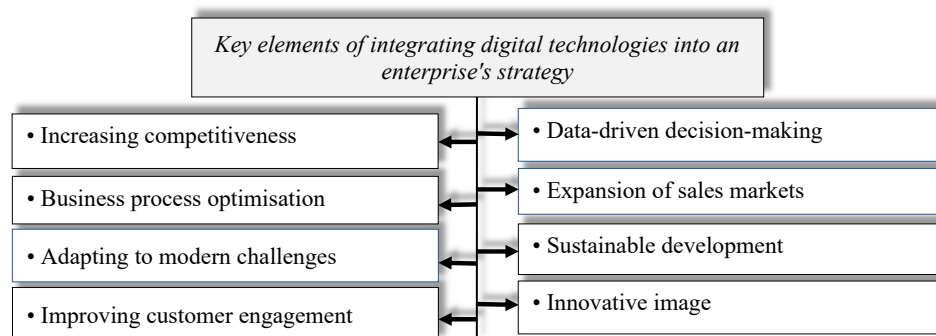 Key elements of integrating digital technologies into an
enterprise's strategy
• Increasing competitiveness
• Business process optimisation
• Adapting to modern challenges
• Improving customer engagement
• Data-driven decision-making
• Expansion of sales markets
• Sustainable development
• Innovative image